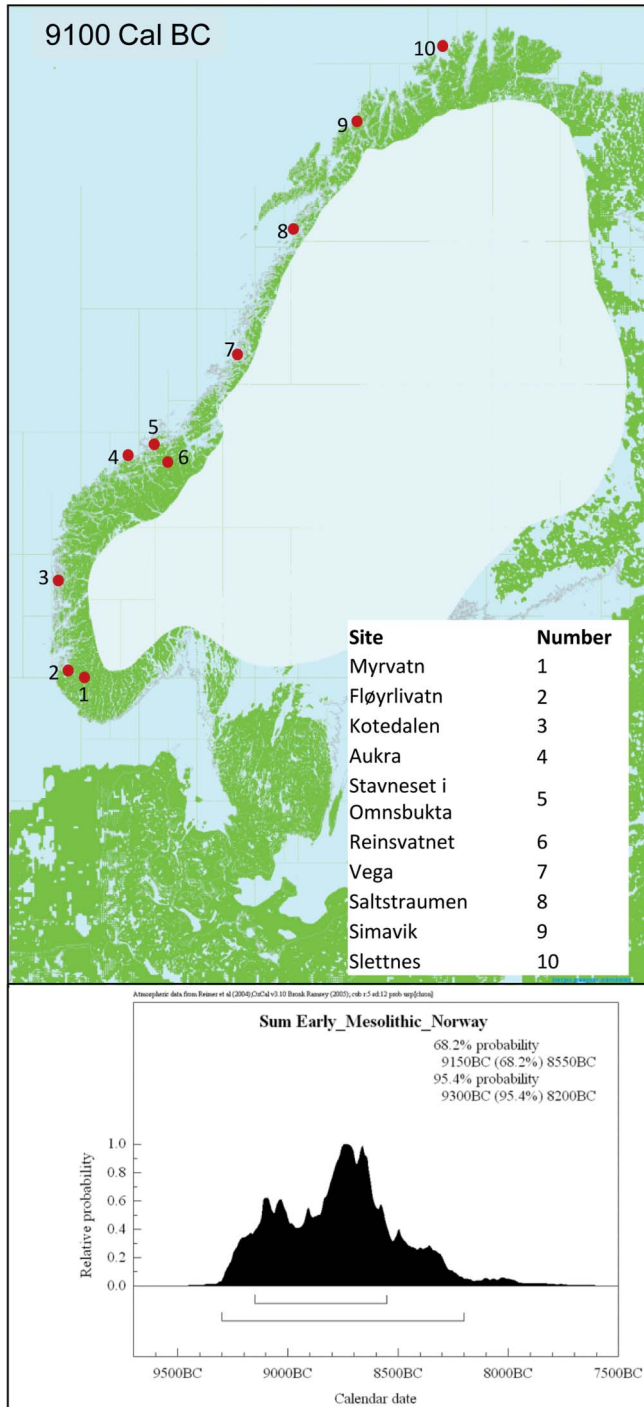 9100 Cal BC
10
9
8
7
5
4
6
3
2
1
Site Number
Myrvatn 1
Fløyrlivatn 2
Kotedalen 3
Aukra 4
Stavneset i
Omnsbukta 5
Reinsvatnet 6
Vega 7
Saltstraumen 8
Simavik 9
Slettnes 10
Atmospheric data from Reimer et al (2004);OxCal v3.10 Bronk Ramsey (2005); cub r:5 sd:12 prob usp[chron]
Sum Early_Mesolithic_Norway
68.2% probability
9150BC (68.2%) 8550BC
95.4% probability
9300BC (95.4%) 8200BC
Relative probability
1.0
0.8
0.6
0.4
0.2
0.0
9500BC 9000BC 8500BC 8000BC 7500BC
Calendar date